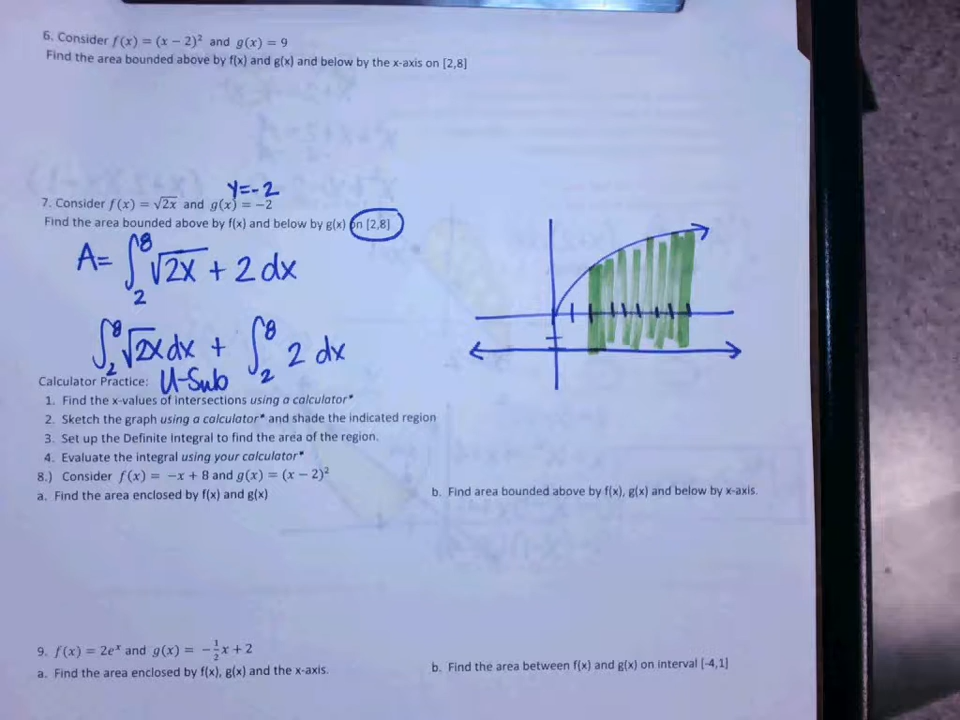 6. Consider f(x) = (x − 2)² and g(x) = 9
Find the area bounded above by f(x) and g(x) and below by the x-axis on [2,8]
y=-2
7. Consider f(x) = √2x and g(x) = −2
Find the area bounded above by f(x) and below by g(x) on [2,8]
A= ∫₂⁸ √2x + 2 dx
∫₂⁸ √2x dx + ∫₂⁸ 2 dx
U-Sub
Calculator Practice:
1. Find the x-values of intersections using a calculator*
2. Sketch the graph using a calculator* and shade the indicated region
3. Set up the Definite Integral to find the area of the region.
4. Evaluate the integral using your calculator*
8.) Consider f(x) = −x + 8 and g(x) = (x − 2)²
a. Find the area enclosed by f(x) and g(x)
b. Find area bounded above by f(x), g(x) and below by x-axis.
9. f(x) = 2eˣ and g(x) = −½x + 2
a. Find the area enclosed by f(x), g(x) and the x-axis.
b. Find the area between f(x) and g(x) on interval [-4,1]